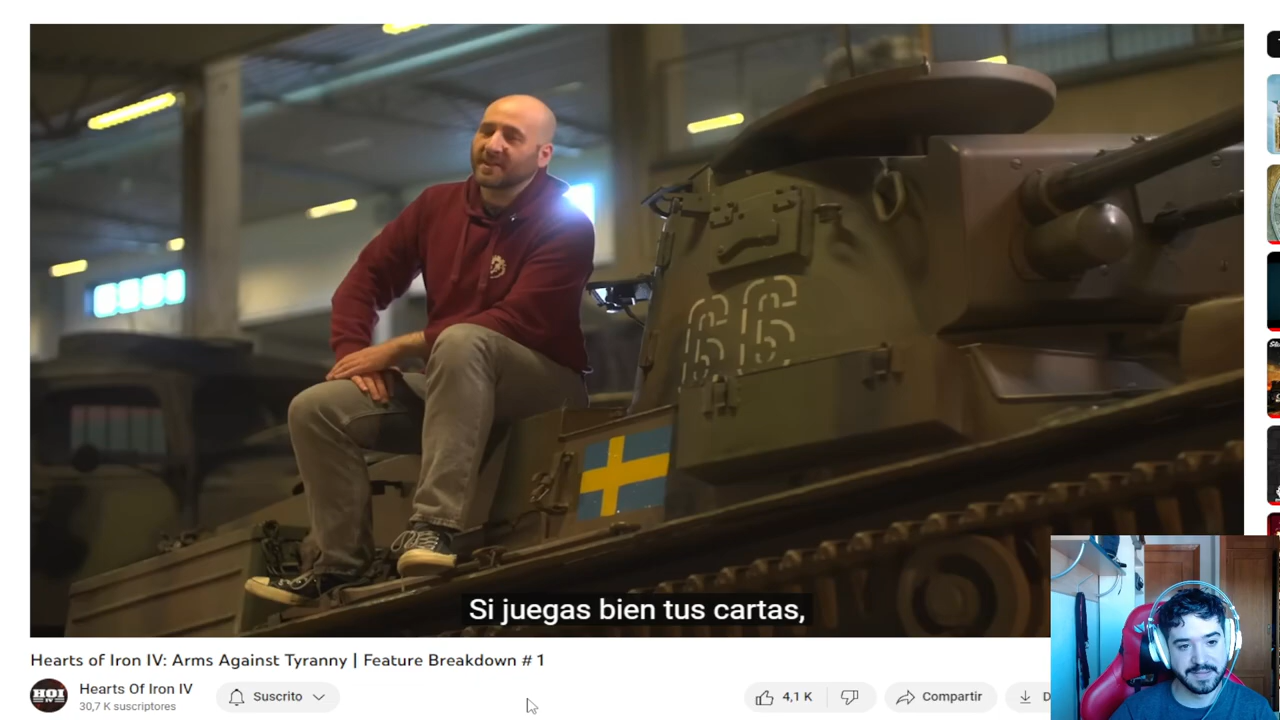 66
Si juegas bien tus cartas,
Hearts of Iron IV: Arms Against Tyranny | Feature Breakdown # 1
HOI
IV
Hearts Of Iron IV
30,7 K suscriptores
Suscrito
4,1 K
Compartir
D